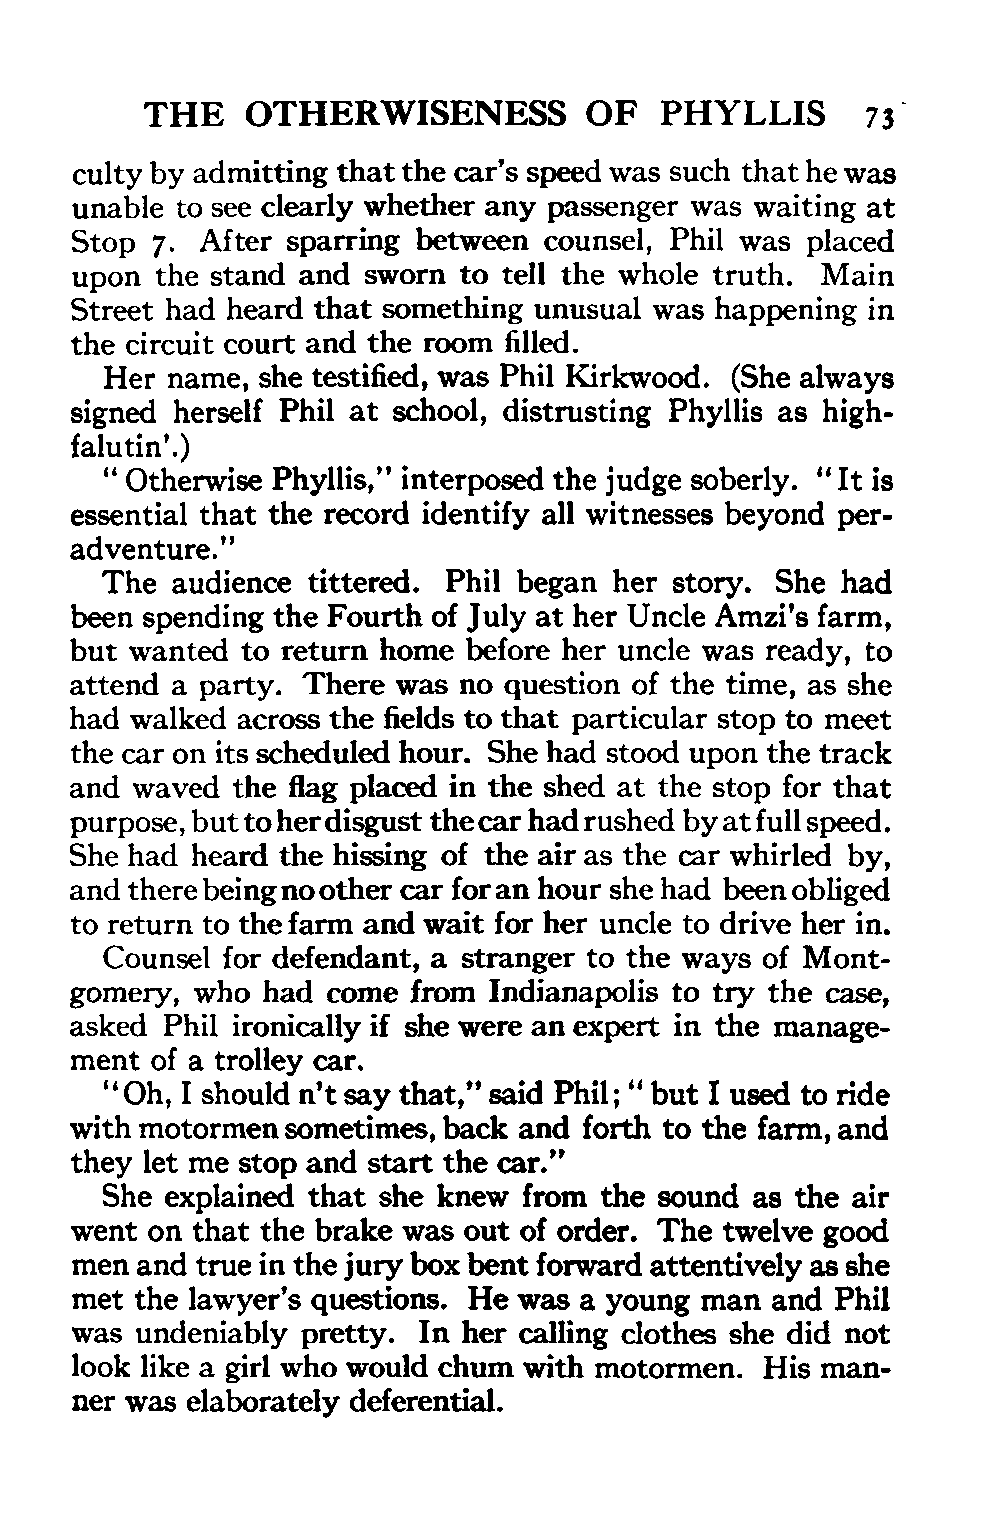 THE OTHERWISENESS OF PHYLLIS 73
culty by admitting that the car's speed was such that he was
unable to see clearly whether any passenger was waiting at
Stop 7. After sparring between counsel, Phil was placed
upon the stand and sworn to tell the whole truth. Main
Street had heard that something unusual was happening in
the circuit court and the room filled.
Her name, she testified, was Phil Kirkwood. (She always
signed herself Phil at school, distrusting Phyllis as high-
falutin'.)
"Otherwise Phyllis," interposed the judge soberly. "It is
essential that the record identify all witnesses beyond per-
adventure."
The audience tittered. Phil began her story. She had
been spending the Fourth of July at her Uncle Amzi's farm,
but wanted to return home before her uncle was ready, to
attend a party. There was no question of the time, as she
had walked across the fields to that particular stop to meet
the car on its scheduled hour. She had stood upon the track
and waved the flag placed in the shed at the stop for that
purpose, but to her disgust the car had rushed by at full speed.
She had heard the hissing of the air as the car whirled by,
and there being no other car for an hour she had been obliged
to return to the farm and wait for her uncle to drive her in.
Counsel for defendant, a stranger to the ways of Mont-
gomery, who had come from Indianapolis to try the case,
asked Phil ironically if she were an expert in the manage-
ment of a trolley car.
"Oh, I should n't say that," said Phil; "but I used to ride
with motormen sometimes, back and forth to the farm, and
they let me stop and start the car."
She explained that she knew from the sound as the air
went on that the brake was out of order. The twelve good
men and true in the jury box bent forward attentively as she
met the lawyer's questions. He was a young man and Phil
was undeniably pretty. In her calling clothes she did not
look like a girl who would chum with motormen. His man-
ner was elaborately deferential.